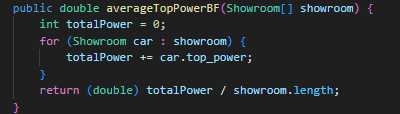 public double averageTopPowerBF(Showroom[] showroom) {
    int totalPower = 0;
    for (Showroom car : showroom) {
        totalPower += car.top_power;
    }
    return (double) totalPower / showroom.length;
}